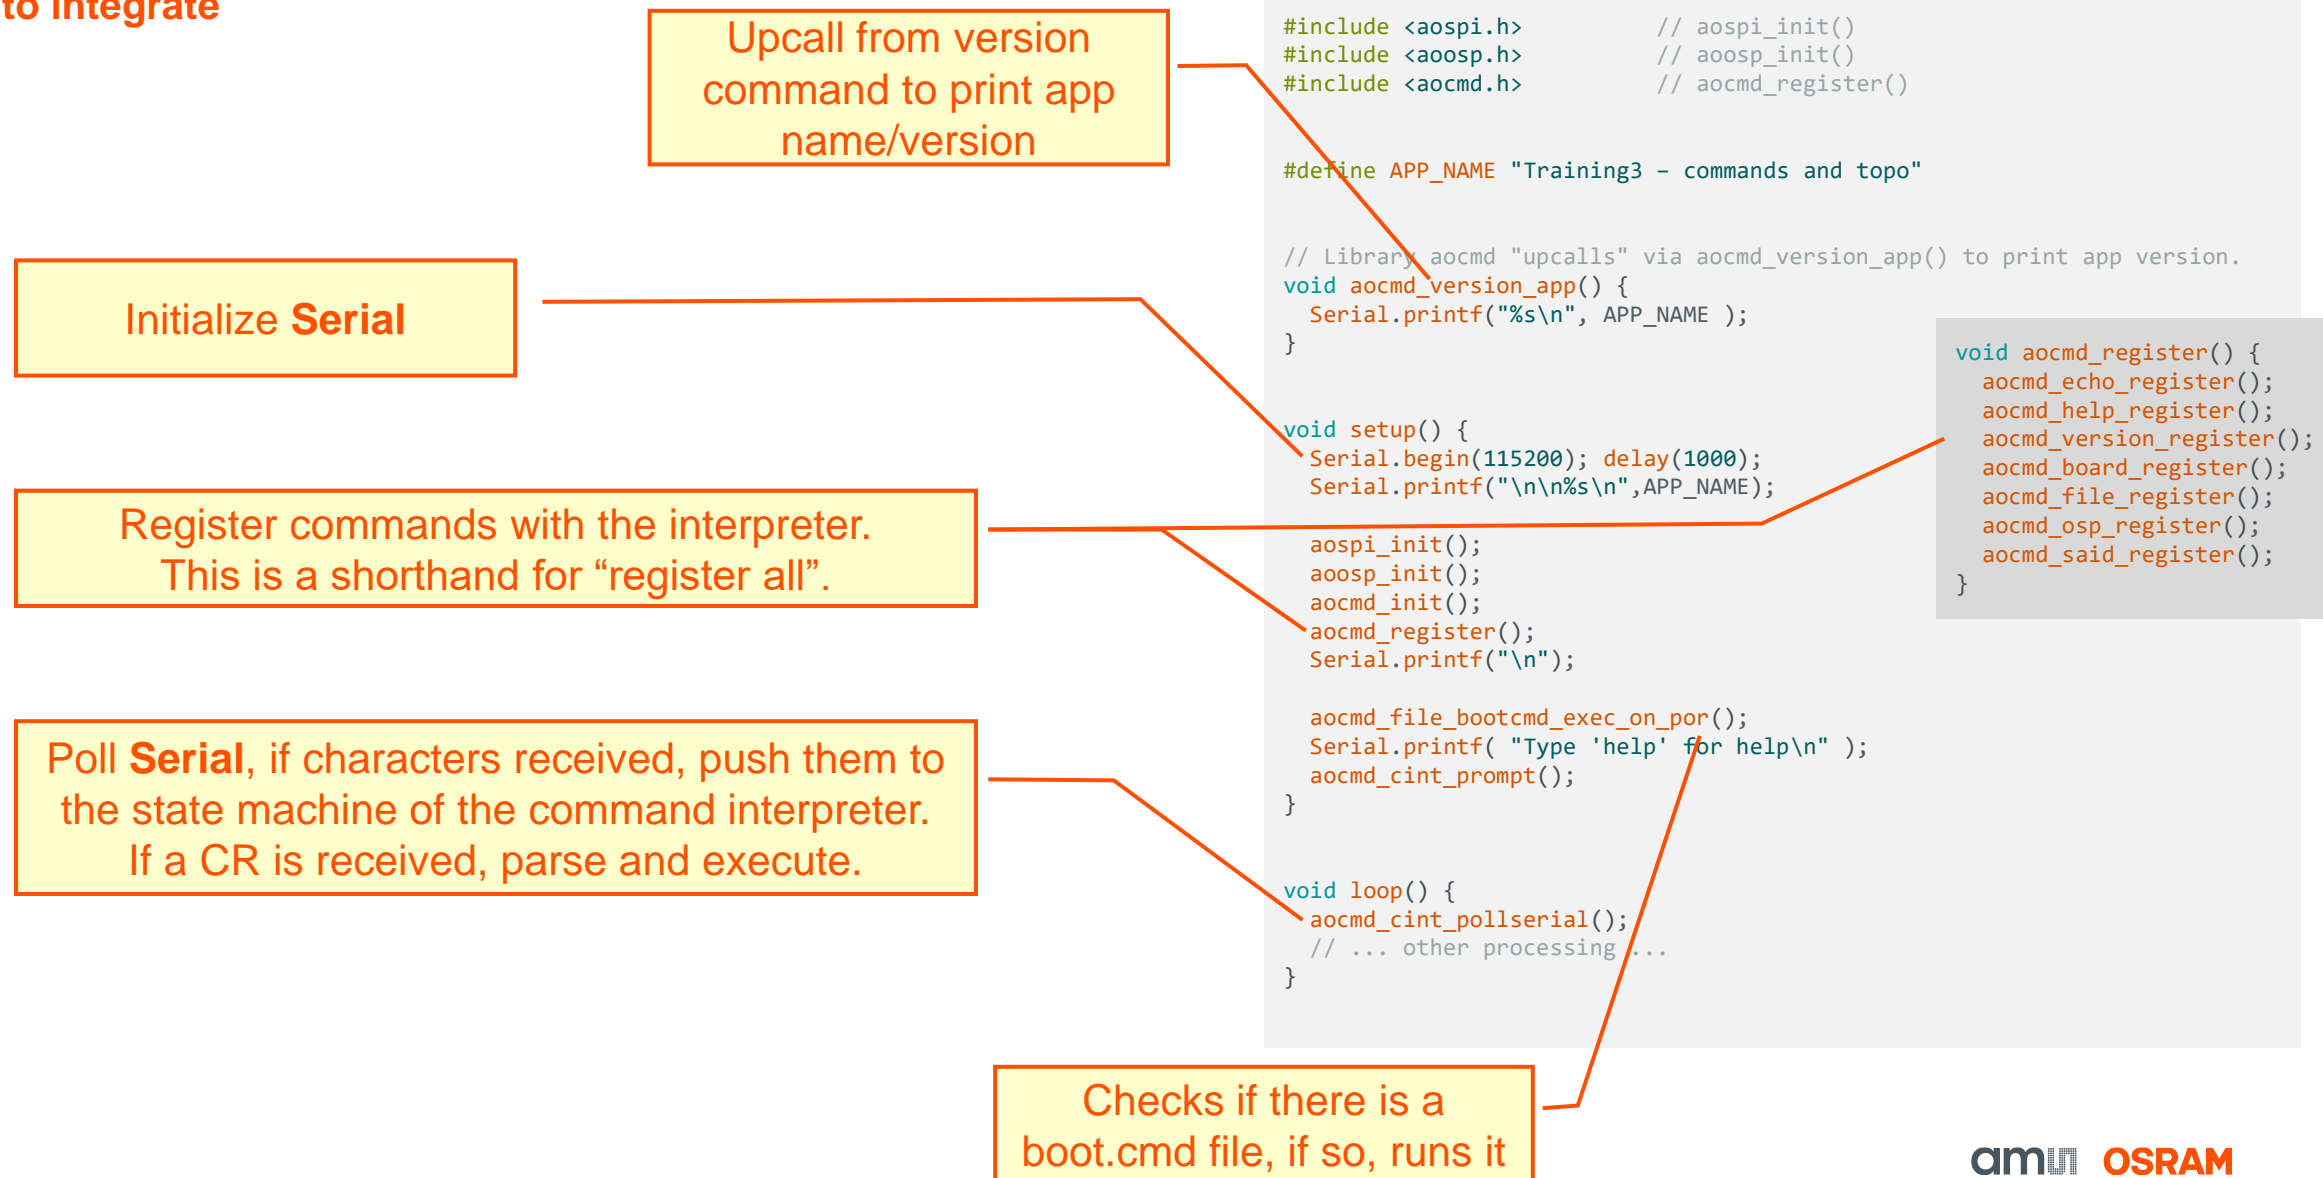 to integrate
Upcall from version
command to print app
name/version
Initialize Serial
Register commands with the interpreter.
This is a shorthand for “register all”.
Poll Serial, if characters received, push them to
the state machine of the command interpreter.
If a CR is received, parse and execute.
#include <aospi.h>          // aospi_init()
#include <aoosp.h>          // aoosp_init()
#include <aocmd.h>          // aocmd_register()
#define APP_NAME "Training3 – commands and topo"
// Library aocmd "upcalls" via aocmd_version_app() to print app version.
void aocmd_version_app() {
  Serial.printf("%s\n", APP_NAME );
}
void setup() {
  Serial.begin(115200); delay(1000);
  Serial.printf("\n\n%s\n",APP_NAME);
  aospi_init();
  aoosp_init();
  aocmd_init();
  aocmd_register();
  Serial.printf("\n");
  aocmd_file_bootcmd_exec_on_por();
  Serial.printf( "Type 'help' for help\n" );
  aocmd_cint_prompt();
}
void loop() {
  aocmd_cint_pollserial();
  // ... other processing ...
}
void aocmd_register() {
  aocmd_echo_register();
  aocmd_help_register();
  aocmd_version_register();
  aocmd_board_register();
  aocmd_file_register();
  aocmd_osp_register();
  aocmd_said_register();
}
Checks if there is a
boot.cmd file, if so, runs it
amu OSRAM